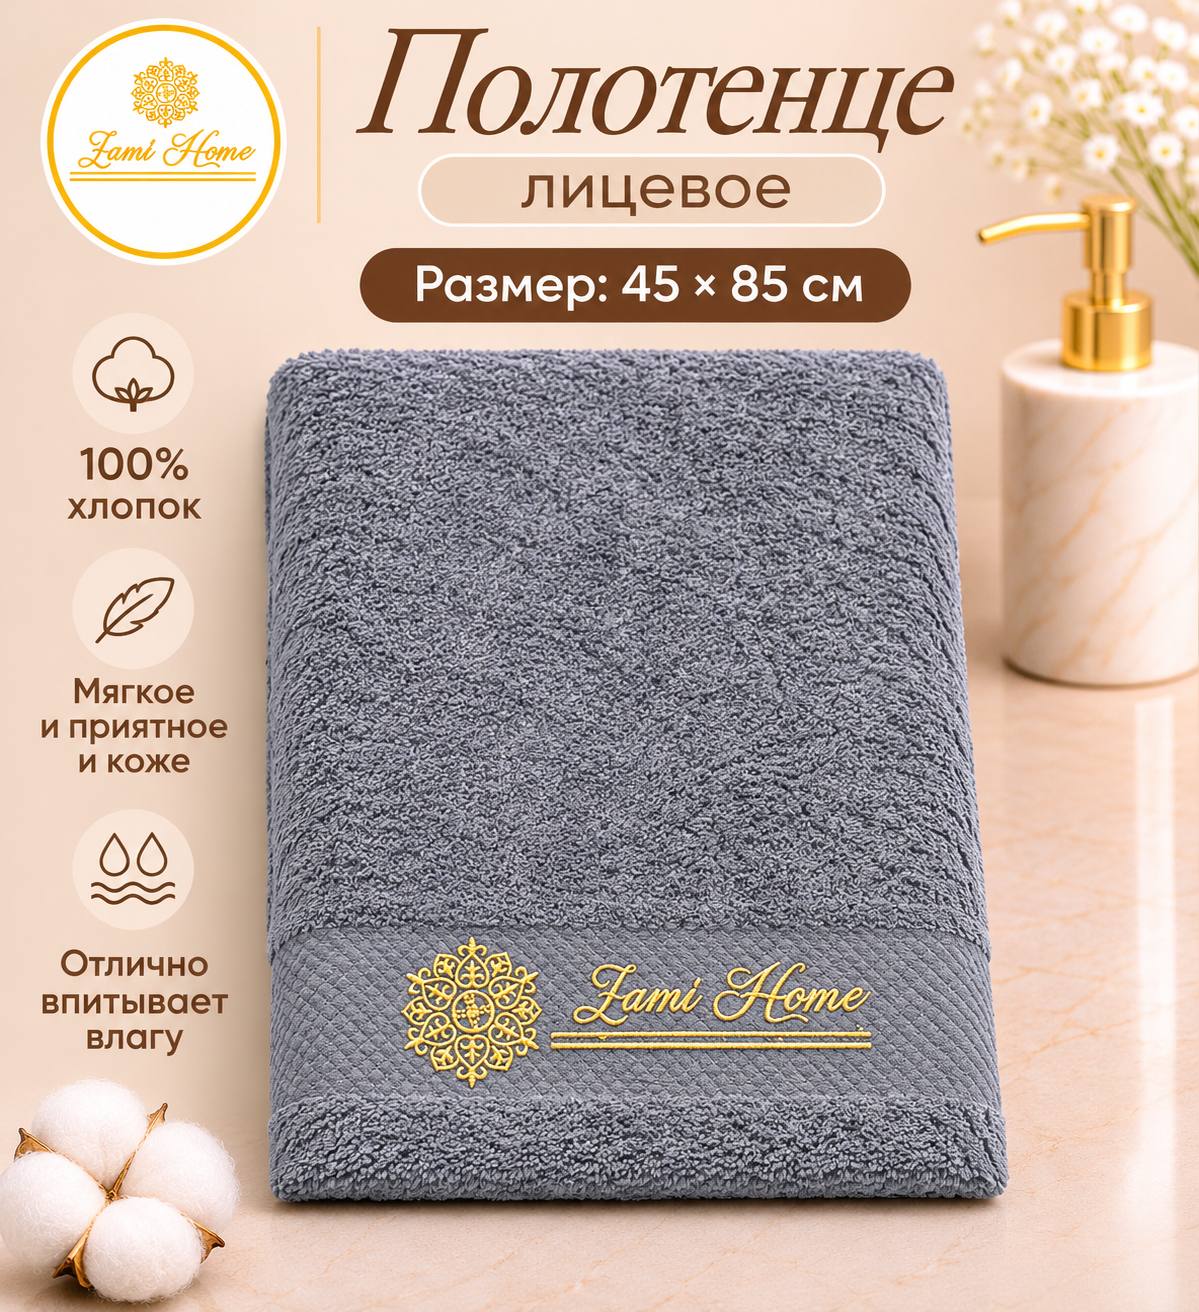 Zami Home
Полотенце
лицевое
Размер: 45 × 85 см
100%
хлопок
Мягкое
и приятное
и коже
Отлично
впитывает
влагу
Zami Home